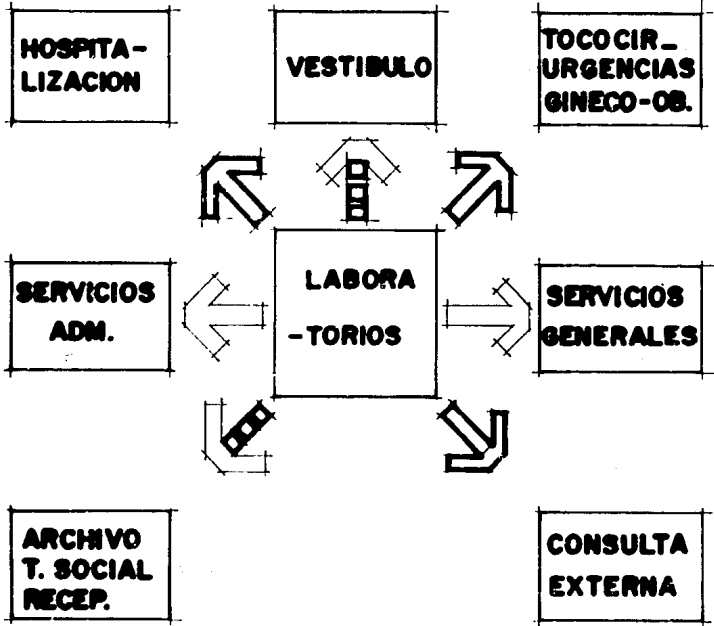 HOSPITA-
LIZACION
VESTIBULO
TOCOCIR_
URGENCIAS
GINECO-OB.
SERVICIOS
ADM.
LABORA
-TORIOS
SERVICIOS
GENERALES
ARCHIVO
T. SOCIAL
RECEP.
CONSULTA
EXTERNA